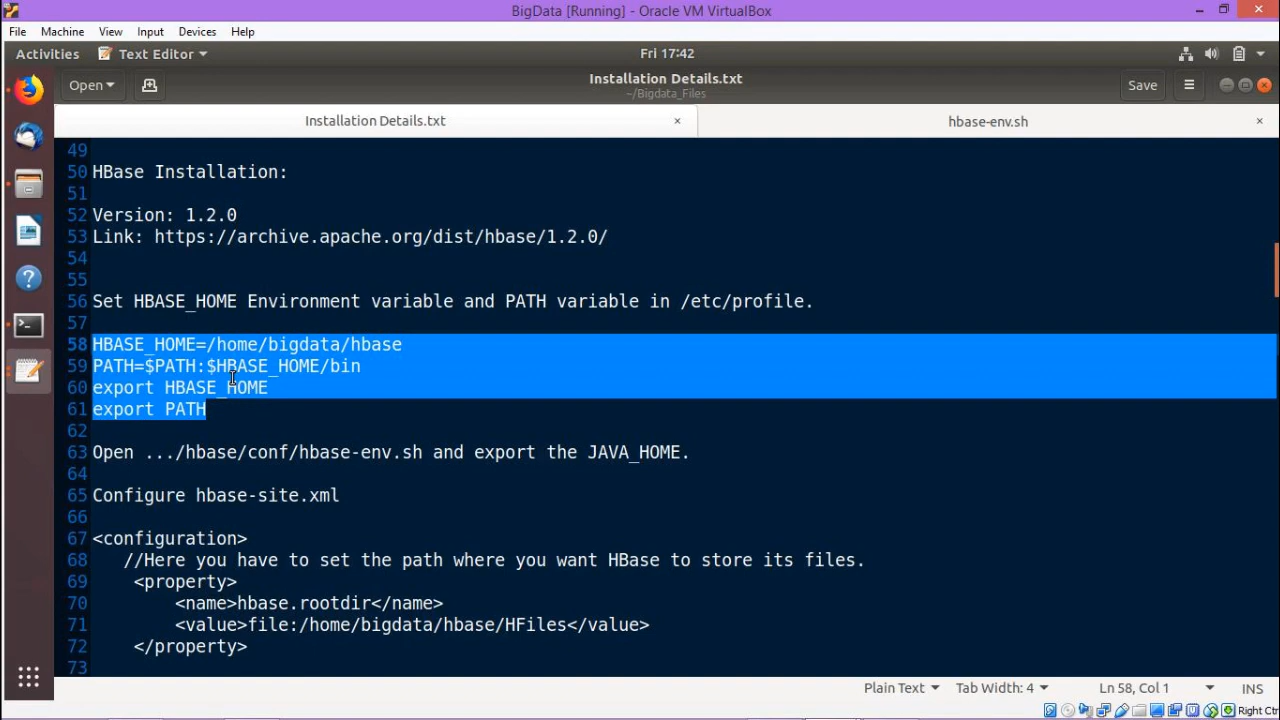 BigData [Running] - Oracle VM VirtualBox
File Machine View Input Devices Help
Activities Text Editor Fri 17:42
Open Installation Details.txt Save
~/Bigdata_Files
Installation Details.txt × hbase-env.sh ×
49
50 HBase Installation:
51
52 Version: 1.2.0
53 Link: https://archive.apache.org/dist/hbase/1.2.0/
54
55
56 Set HBASE_HOME Environment variable and PATH variable in /etc/profile.
57
58 HBASE_HOME=/home/bigdata/hbase
59 PATH=$PATH:$HBASE_HOME/bin
60 export HBASE_HOME
61 export PATH
62
63 Open .../hbase/conf/hbase-env.sh and export the JAVA_HOME.
64
65 Configure hbase-site.xml
66
67 <configuration>
68 //Here you have to set the path where you want HBase to store its files.
69 <property>
70 <name>hbase.rootdir</name>
71 <value>file:/home/bigdata/hbase/HFiles</value>
72 </property>
73
Plain Text Tab Width: 4 Ln 58, Col 1 INS
Right Ctrl